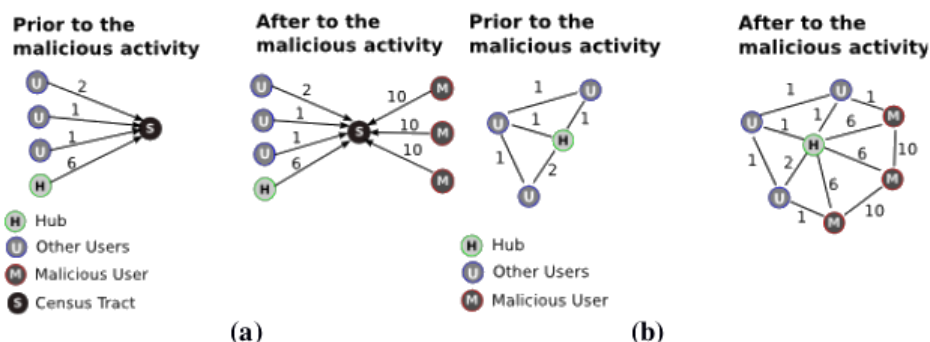 Prior to the
malicious activity
U
U
U
H
2
1
1
6
S
H Hub
U Other Users
M Malicious User
S Census Tract
After to the
malicious activity
U
U
U
H
2
1
1
6
S
10
10
10
M
M
M
(a)
Prior to the
malicious activity
U
U
H
U
1
1
1
1
2
H Hub
U Other Users
M Malicious User
After to the
malicious activity
U
U
H
U
M
M
M
1
1
1
1
6
1
2
6
10
6
1
10
(b)